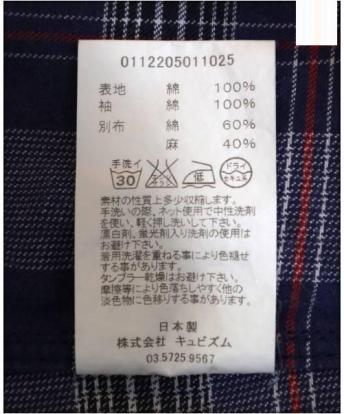 0112205011025
表地 綿 100%
袖 綿 100%
別布 綿 60%
麻 40%
手洗イ 30 エンソサラシ 低 ドライ セキユ系
素材の性質上多少収縮します。
手洗いの際、ネット使用で中性洗剤
を使い、軽く押し洗いして下さい。
漂白剤、蛍光剤入り洗剤の使用は
お避け下さい。
着用洗濯を重ねる事により色褪せ
する事があります。
タンブラー乾燥はお避け下さい。
摩擦等により色落ちしやすく他の
淡色物に色移りする事があります。
日本製
株式会社 キュビズム
03.5725.9567